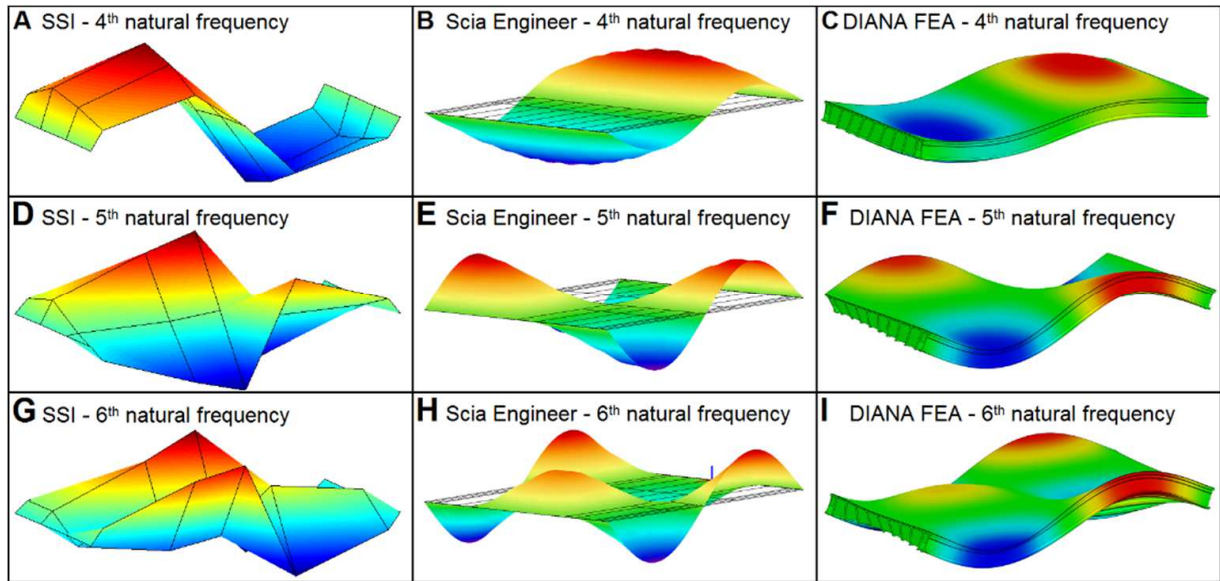 A SSI - 4th natural frequency
B Scia Engineer - 4th natural frequency
C DIANA FEA - 4th natural frequency
D SSI - 5th natural frequency
E Scia Engineer - 5th natural frequency
F DIANA FEA - 5th natural frequency
G SSI - 6th natural frequency
H Scia Engineer - 6th natural frequency
I DIANA FEA - 6th natural frequency